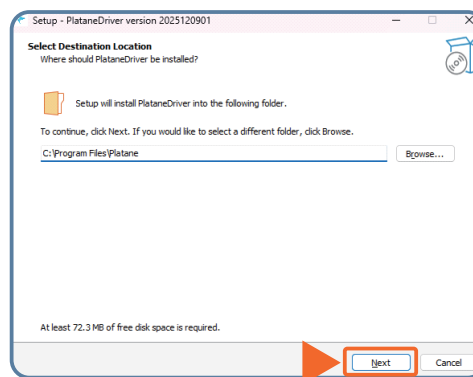 Setup - PlataneDriver version 2025120901
Select Destination Location
Where should PlataneDriver be installed?
Setup will install PlataneDriver into the following folder.
To continue, click Next. If you would like to select a different folder, click Browse.
C:\Program Files\Platane
Browse...
At least 72.3 MB of free disk space is required.
Next
Cancel